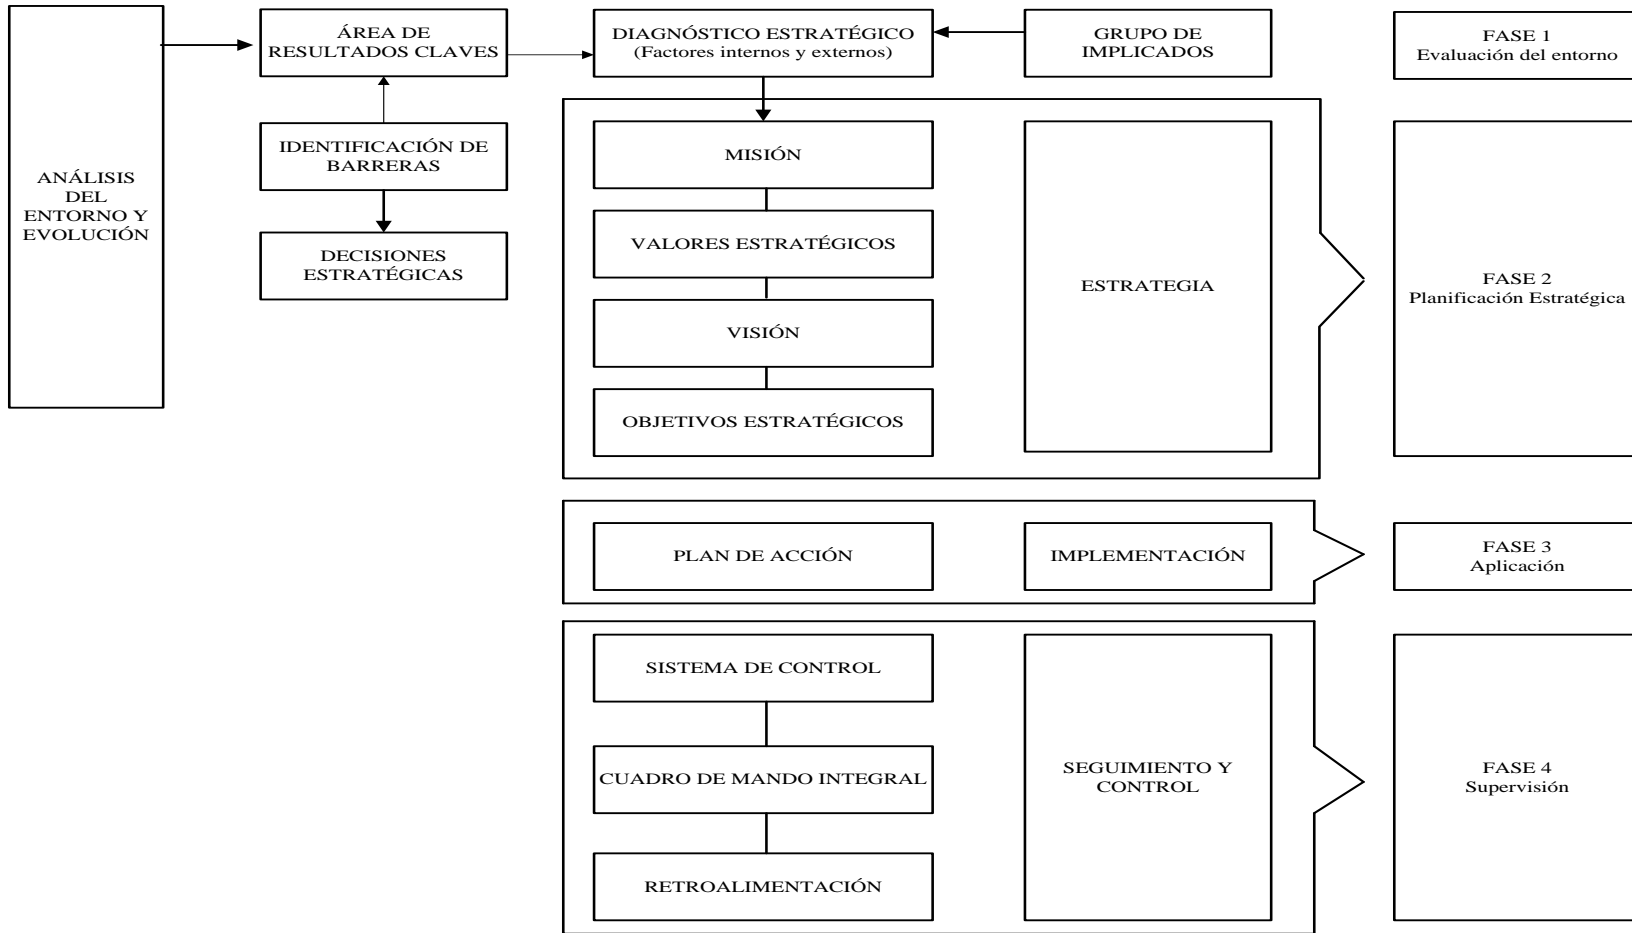 ANÁLISIS
DEL
ENTORNO Y
EVOLUCIÓN
ÁREA DE
RESULTADOS CLAVES
IDENTIFICACIÓN DE
BARRERAS
DECISIONES
ESTRATÉGICAS
DIAGNÓSTICO ESTRATÉGICO
(Factores internos y externos)
GRUPO DE
IMPLICADOS
FASE 1
Evaluación del entorno
MISIÓN
VALORES ESTRATÉGICOS
VISIÓN
OBJETIVOS ESTRATÉGICOS
ESTRATEGIA
FASE 2
Planificación Estratégica
PLAN DE ACCIÓN
IMPLEMENTACIÓN
FASE 3
Aplicación
SISTEMA DE CONTROL
CUADRO DE MANDO INTEGRAL
RETROALIMENTACIÓN
SEGUIMIENTO Y
CONTROL
FASE 4
Supervisión